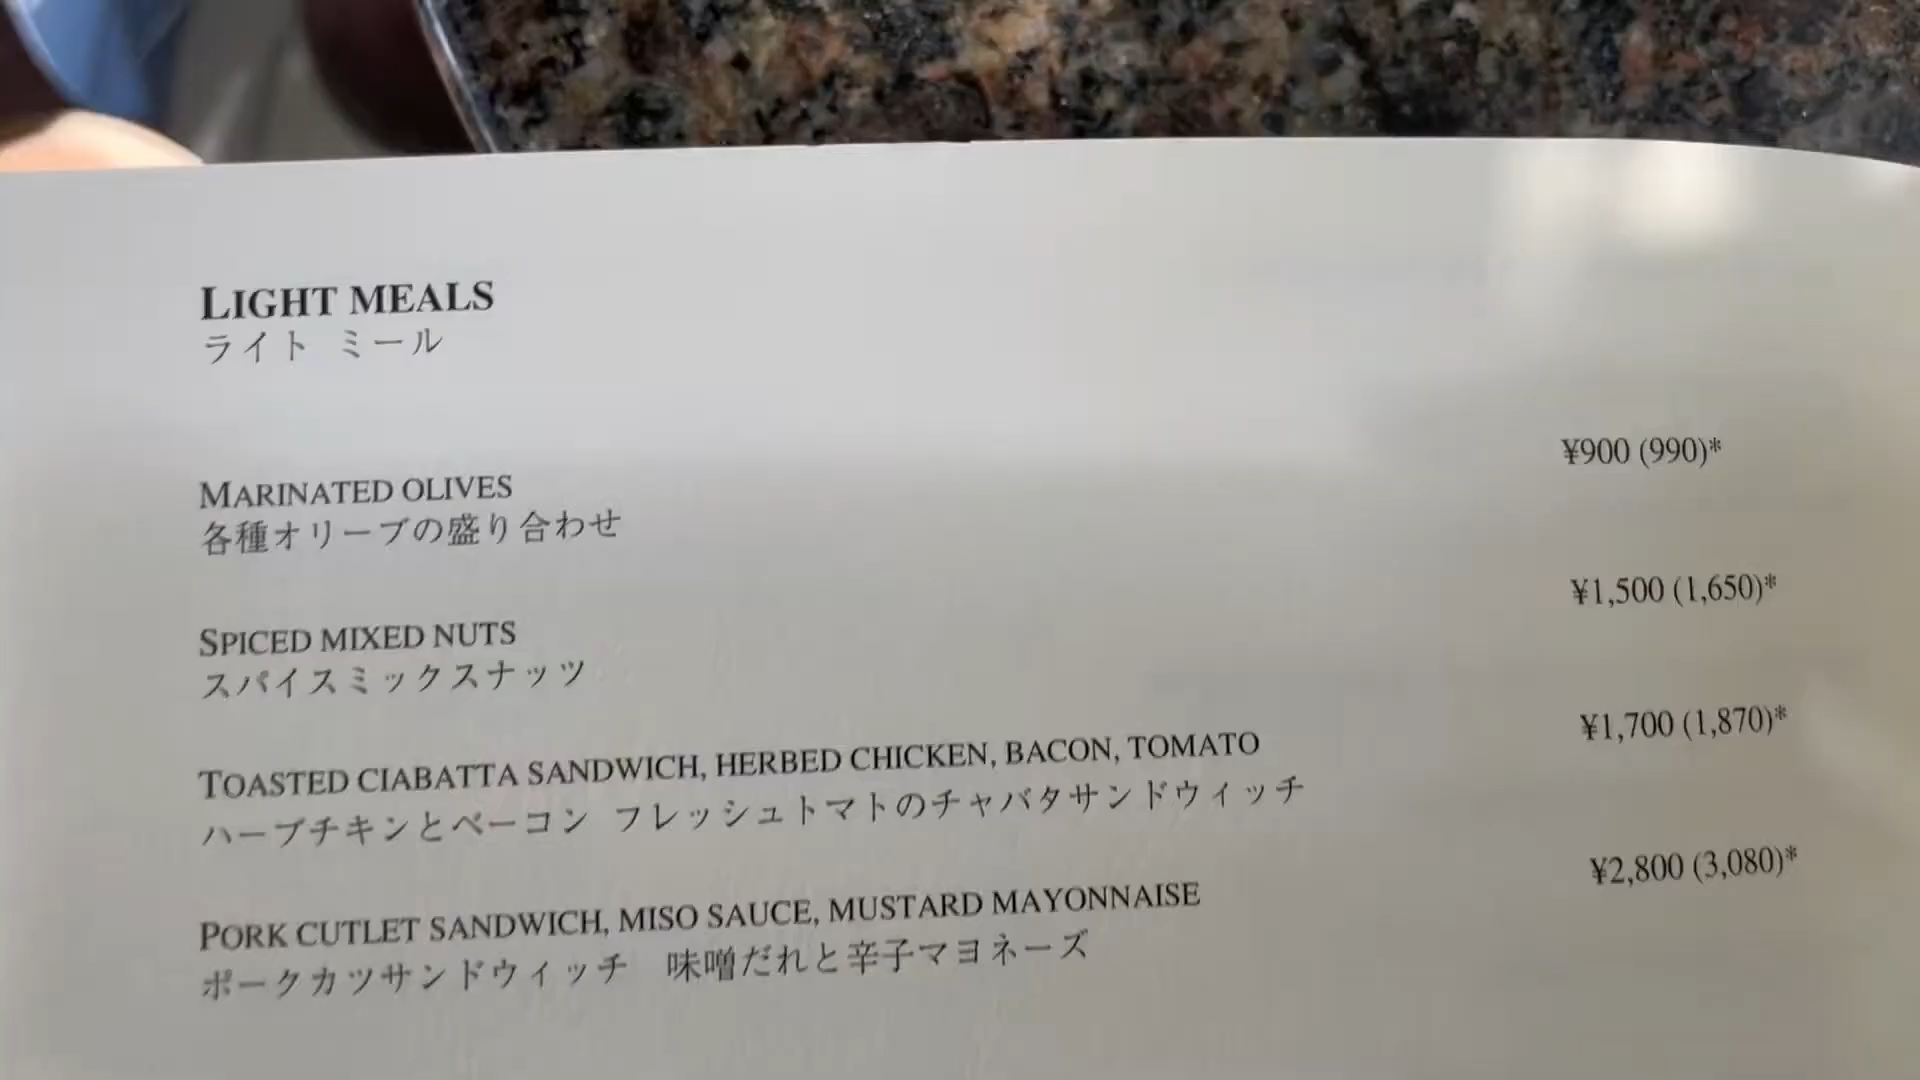 LIGHT MEALS
ライト ミール
MARINATED OLIVES ¥900 (990)*
各種オリーブの盛り合わせ
SPICED MIXED NUTS ¥1,500 (1,650)*
スパイスミックスナッツ
TOASTED CIABATTA SANDWICH, HERBED CHICKEN, BACON, TOMATO ¥1,700 (1,870)*
ハーブチキンとベーコン フレッシュトマトのチャバタサンドウィッチ
PORK CUTLET SANDWICH, MISO SAUCE, MUSTARD MAYONNAISE ¥2,800 (3,080)*
ポークカツサンドウィッチ 味噌だれと辛子マヨネーズ